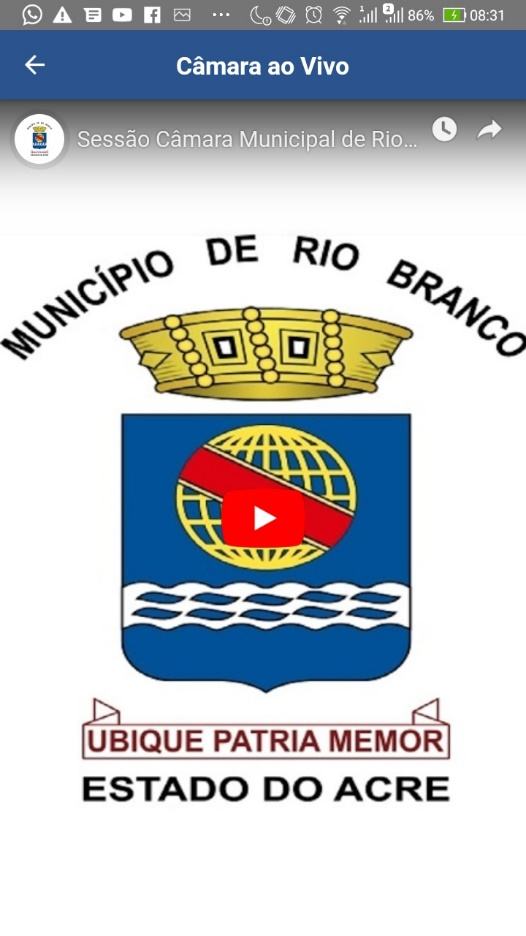 86% 08:31
Câmara ao Vivo
Sessão Câmara Municipal de Rio...
MUNICÍPIO DE RIO BRANCO
UBIQUE PATRIA MEMOR
ESTADO DO ACRE